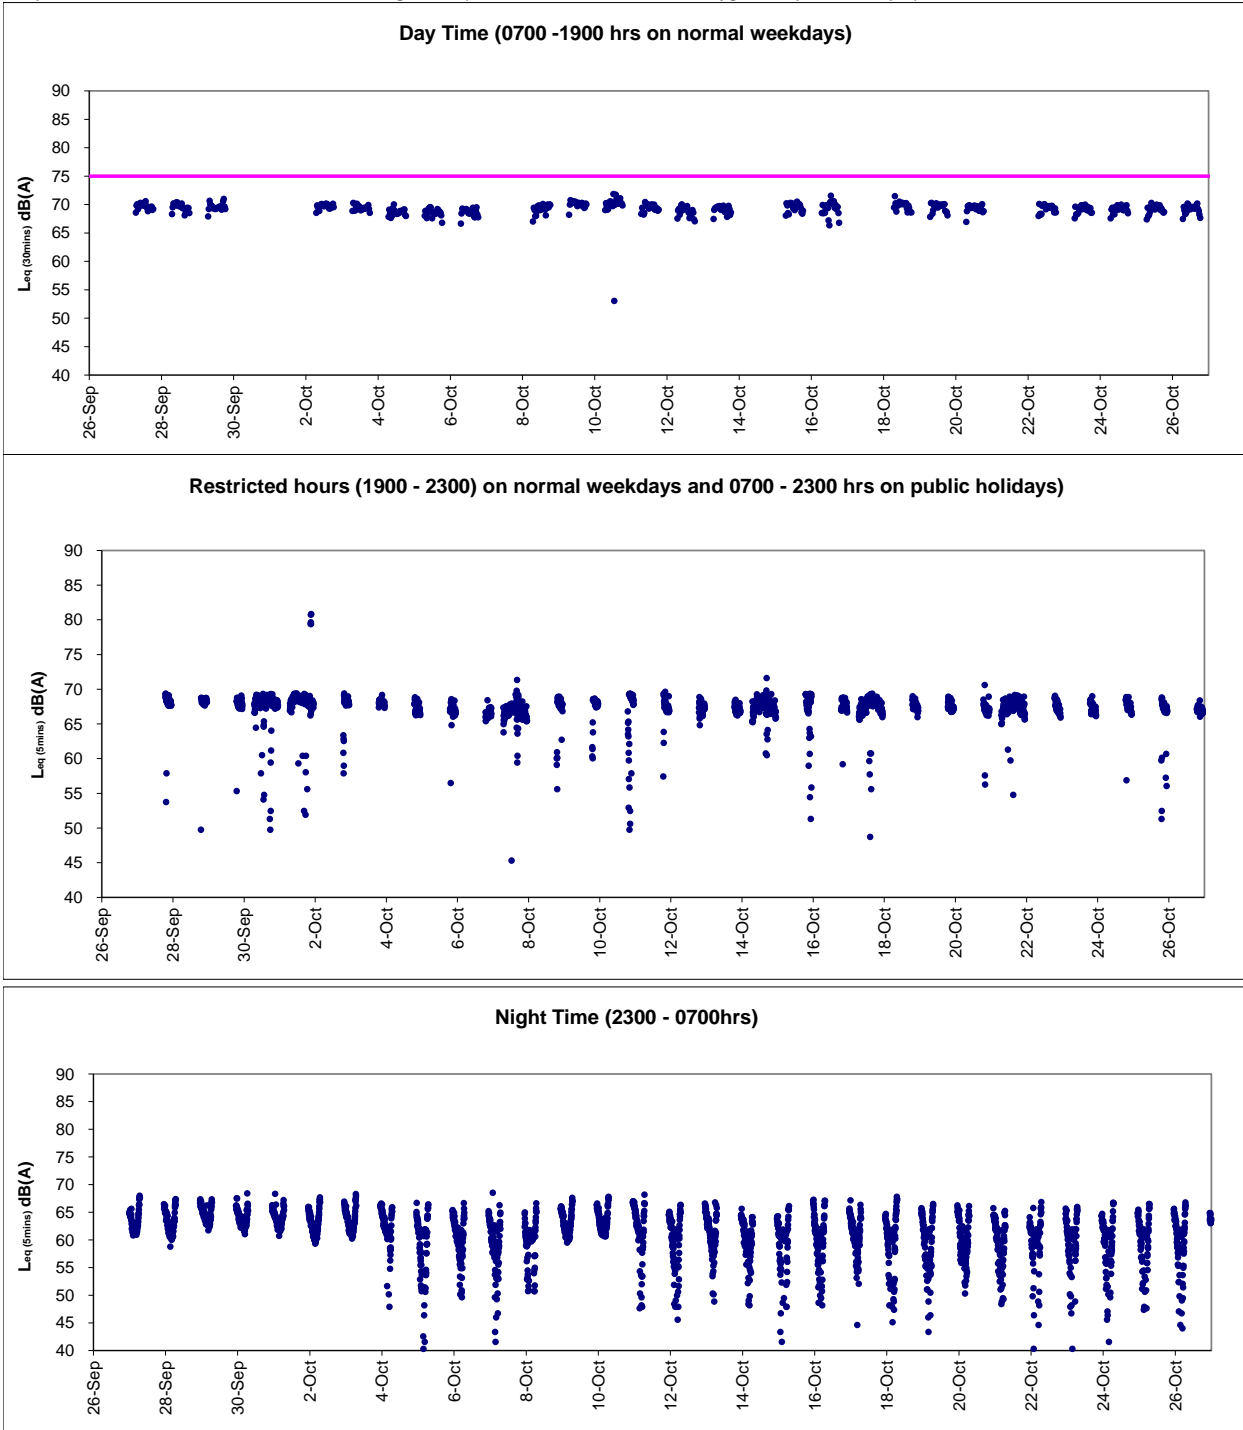 Day Time (0700 -1900 hrs on normal weekdays)
90
85
80
75
70
65
60
55
50
45
40
Leq (30mins) dB(A)
26-Sep
28-Sep
30-Sep
2-Oct
4-Oct
6-Oct
8-Oct
10-Oct
12-Oct
14-Oct
16-Oct
18-Oct
20-Oct
22-Oct
24-Oct
26-Oct
Restricted hours (1900 - 2300) on normal weekdays and 0700 - 2300 hrs on public holidays)
90
85
80
75
70
65
60
55
50
45
40
Leq (5mins) dB(A)
26-Sep
28-Sep
30-Sep
2-Oct
4-Oct
6-Oct
8-Oct
10-Oct
12-Oct
14-Oct
16-Oct
18-Oct
20-Oct
22-Oct
24-Oct
26-Oct
Night Time (2300 - 0700hrs)
90
85
80
75
70
65
60
55
50
45
40
Leq (5mins) dB(A)
26-Sep
28-Sep
30-Sep
2-Oct
4-Oct
6-Oct
8-Oct
10-Oct
12-Oct
14-Oct
16-Oct
18-Oct
20-Oct
22-Oct
24-Oct
26-Oct